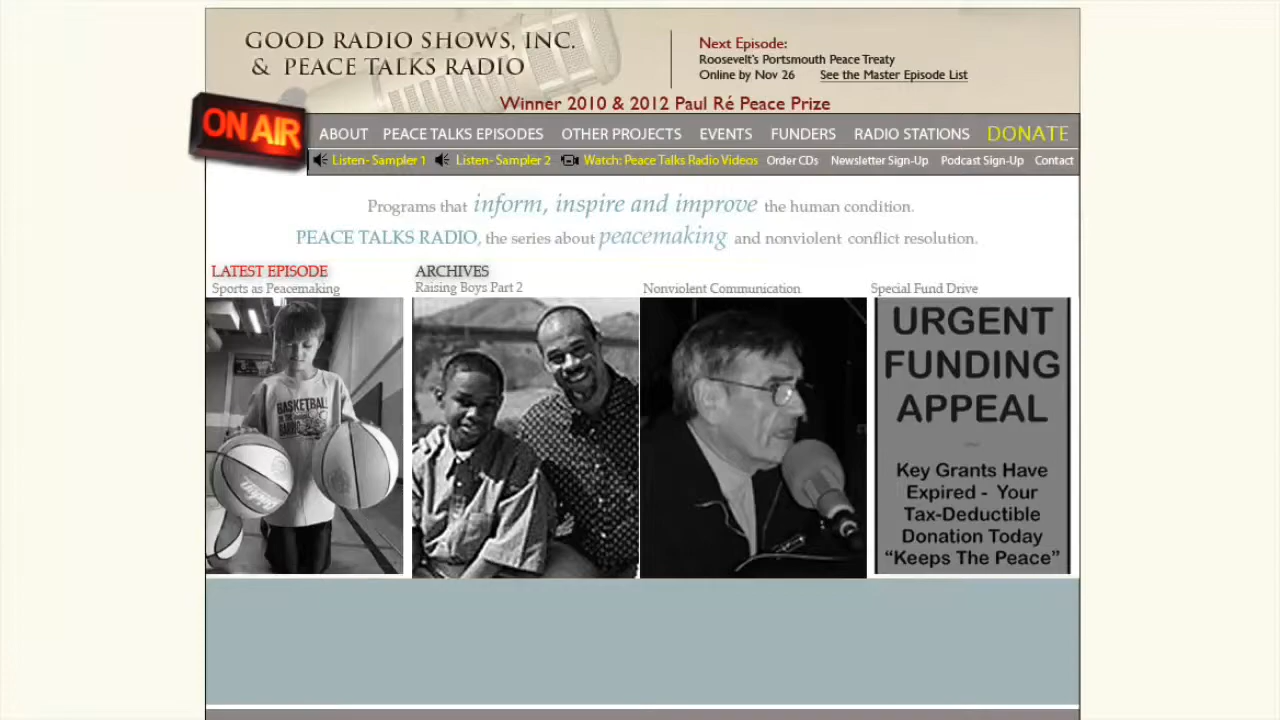 GOOD RADIO SHOWS, INC.
& PEACE TALKS RADIO
Next Episode:
Roosevelt's Portsmouth Peace Treaty
Online by Nov 26 See the Master Episode List
Winner 2010 & 2012 Paul Ré Peace Prize
ON AIR
ABOUT PEACE TALKS EPISODES OTHER PROJECTS EVENTS FUNDERS RADIO STATIONS DONATE
Listen- Sampler 1 Listen- Sampler 2 Watch: Peace Talks Radio Videos Order CDs Newsletter Sign-Up Podcast Sign-Up Contact
Programs that inform, inspire and improve the human condition.
PEACE TALKS RADIO, the series about peacemaking and nonviolent conflict resolution.
LATEST EPISODE
Sports as Peacemaking
ARCHIVES
Raising Boys Part 2
Nonviolent Communication
Special Fund Drive
BASKETBALL
URGENT
FUNDING
APPEAL
Key Grants Have
Expired - Your
Tax-Deductible
Donation Today
“Keeps The Peace”